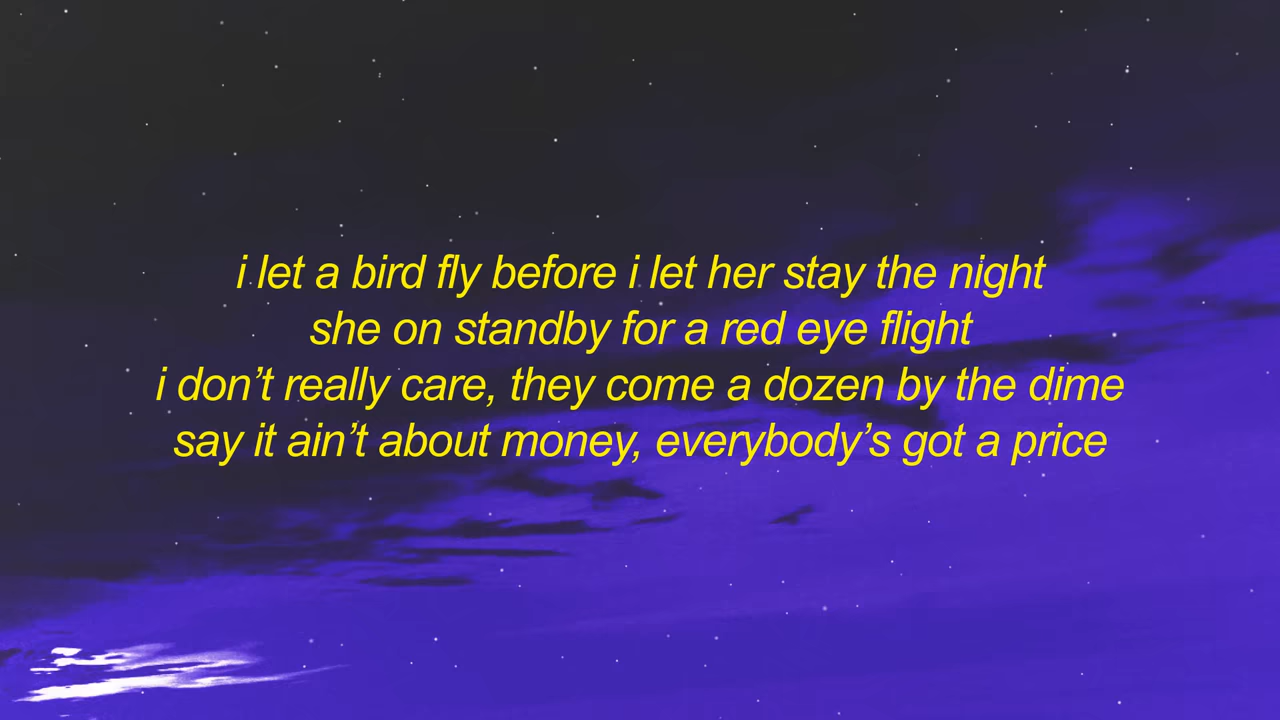 i let a bird fly before i let her stay the night
she on standby for a red eye flight
i don’t really care, they come a dozen by the dime
say it ain’t about money, everybody’s got a price